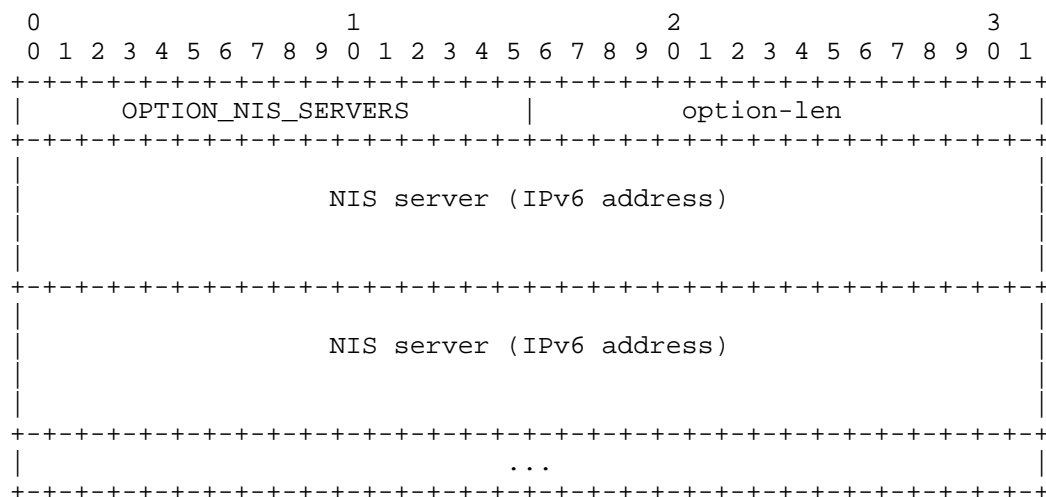 0                   1                   2                   3
 0 1 2 3 4 5 6 7 8 9 0 1 2 3 4 5 6 7 8 9 0 1 2 3 4 5 6 7 8 9 0 1
+-+-+-+-+-+-+-+-+-+-+-+-+-+-+-+-+-+-+-+-+-+-+-+-+-+-+-+-+-+-+-+-+
|      OPTION_NIS_SERVERS       |         option-len            |
+-+-+-+-+-+-+-+-+-+-+-+-+-+-+-+-+-+-+-+-+-+-+-+-+-+-+-+-+-+-+-+-+
|                                                               |
|                   NIS server (IPv6 address)                   |
|                                                               |
|                                                               |
+-+-+-+-+-+-+-+-+-+-+-+-+-+-+-+-+-+-+-+-+-+-+-+-+-+-+-+-+-+-+-+-+
|                                                               |
|                   NIS server (IPv6 address)                   |
|                                                               |
|                                                               |
+-+-+-+-+-+-+-+-+-+-+-+-+-+-+-+-+-+-+-+-+-+-+-+-+-+-+-+-+-+-+-+-+
|                              ...                              |
+-+-+-+-+-+-+-+-+-+-+-+-+-+-+-+-+-+-+-+-+-+-+-+-+-+-+-+-+-+-+-+-+